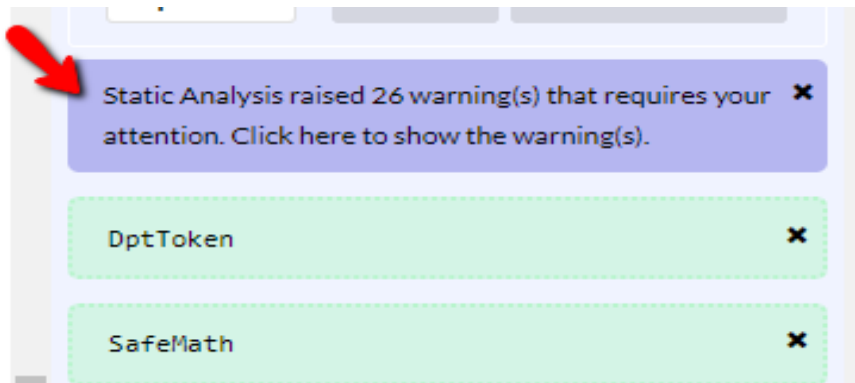 Static Analysis raised 26 warning(s) that requires your
attention. Click here to show the warning(s).
DptToken
SafeMath